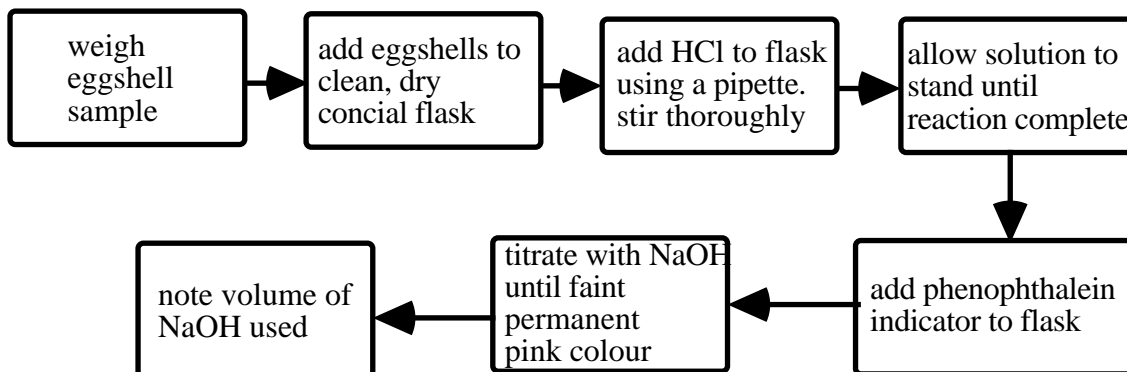 weigh
eggshell
sample
add eggshells to
clean, dry
concial flask
add HCl to flask
using a pipette.
stir thoroughly
allow solution to
stand until
reaction complete
add phenophthalein
indicator to flask
titrate with NaOH
until faint
permanent
pink colour
note volume of
NaOH used